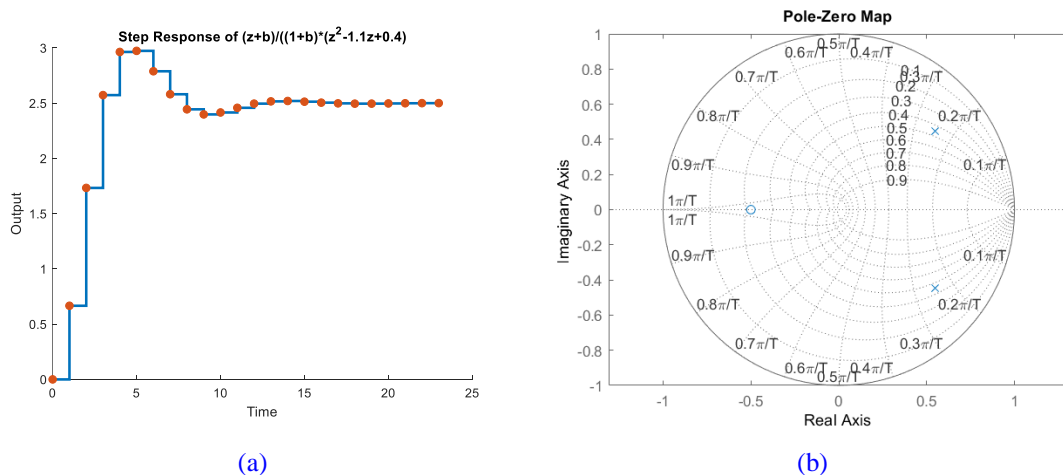 Step Response of (z+b)/((1+b)*(z²-1.1z+0.4)
3
2.5
2
1.5
1
0.5
0
Output
0
5
10
15
20
25
Time
(a)
Pole-Zero Map
1
0.8
0.6
0.4
0.2
0
-0.2
-0.4
-0.6
-0.8
-1
Imaginary Axis
0.5π/T
0.6π/T
0.4π/T
0.7π/T
0.3π/T
0.8π/T
0.2π/T
0.9π/T
0.1π/T
1π/T
1π/T
0.9π/T
0.1π/T
0.8π/T
0.2π/T
0.7π/T
0.3π/T
0.6π/T
0.4π/T
0.5π/T
0.1
0.2
0.3
0.4
0.5
0.6
0.7
0.8
0.9
-1
-0.5
0
0.5
1
Real Axis
(b)